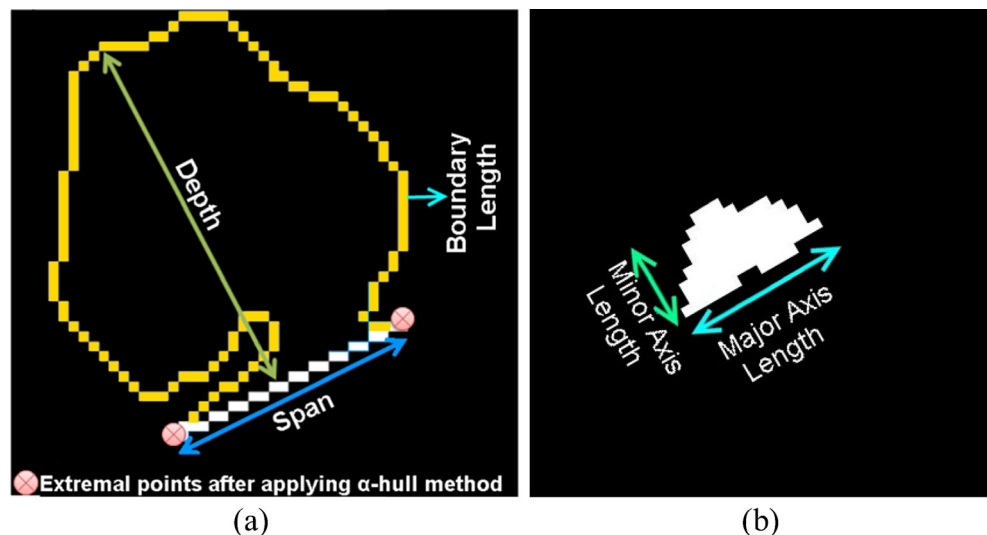 Depth
Boundary
Length
Span
Extremal points after applying α-hull method
(a)
Minor Axis
Length
Major Axis
Length
(b)